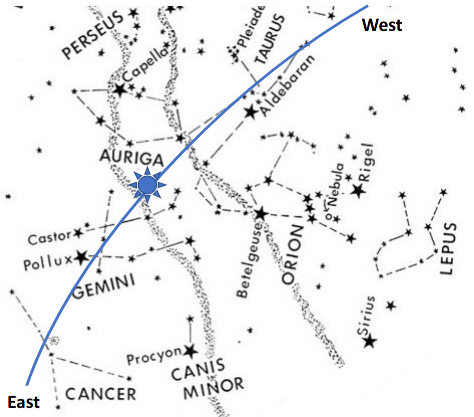 West
PERSEUS
Pleiade
TAURUS
Capella
Aldebaran
AURIGA
Nebula
Rigel
Castor
Pollux
GEMINI
Betelgeuse
ORION
LEPUS
Sirius
Procyon
CANIS
MINOR
East
CANCER